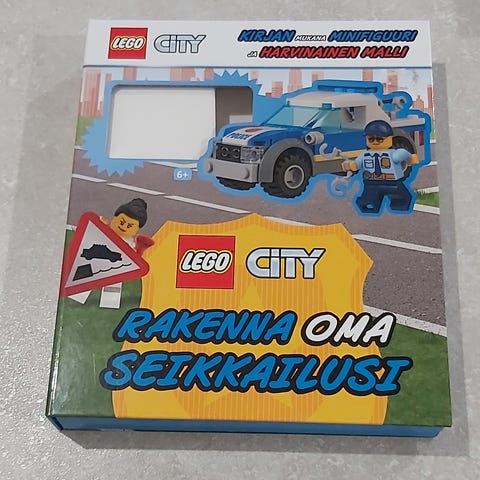 LEGO CITY KIRJAN MUKANA MINIFIGUURI
JA HARVINAINEN MALLI
POLICE
6+
LEGO CITY
RAKENNA OMA
SEIKKAILUSI